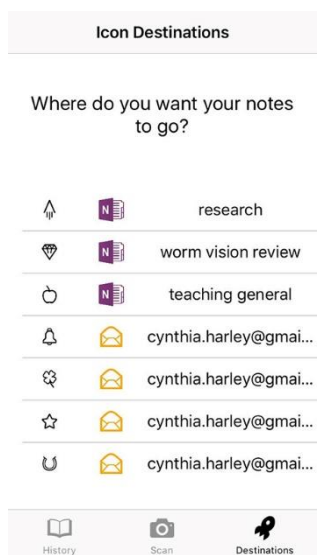 Icon Destinations
Where do you want your notes
to go?
N research
N worm vision review
N teaching general
cynthia.harley@gmai...
cynthia.harley@gmai...
cynthia.harley@gmai...
cynthia.harley@gmai...
History Scan Destinations